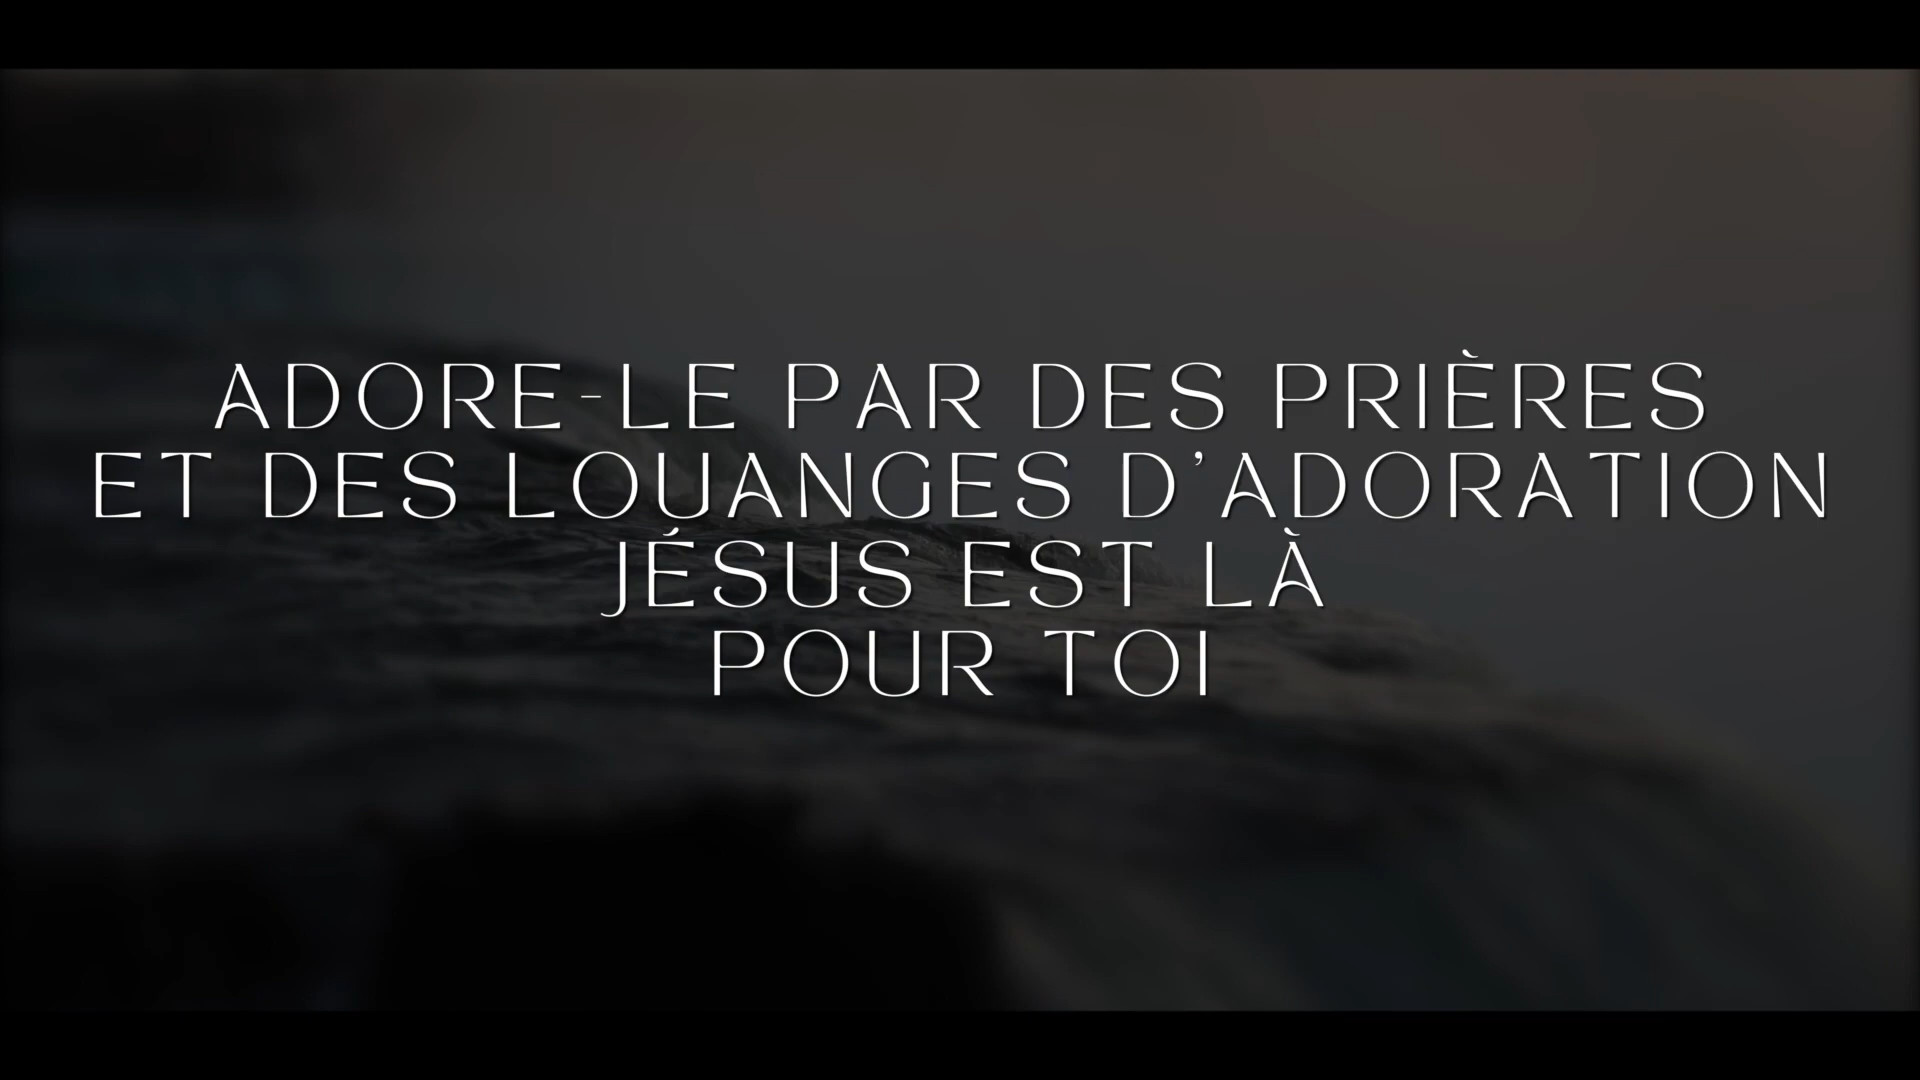 ADORE-LE PAR DES PRIÈRES
ET DES LOUANGES D'ADORATION
JÉSUS EST LÀ
POUR TOI